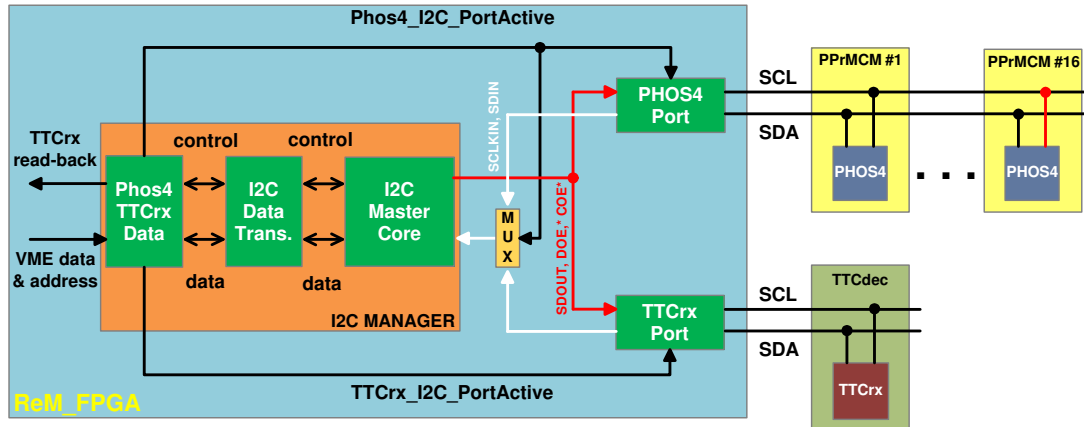 Phos4_I2C_PortActive
PPrMCM #1
PPrMCM #16
SCL
PHOS4
Port
SCLKIN, SDIN
SDA
TTCrx
read-back
control
control
PHOS4
. . .
PHOS4
Phos4
TTCrx
Data
I2C
Data
Trans.
I2C
Master
Core
M
U
X
SDOUT, DOE,* COE*
VME data
& address
data
data
I2C MANAGER
TTCdec
SCL
TTCrx
Port
SDA
TTCrx
TTCrx_I2C_PortActive
ReM_FPGA